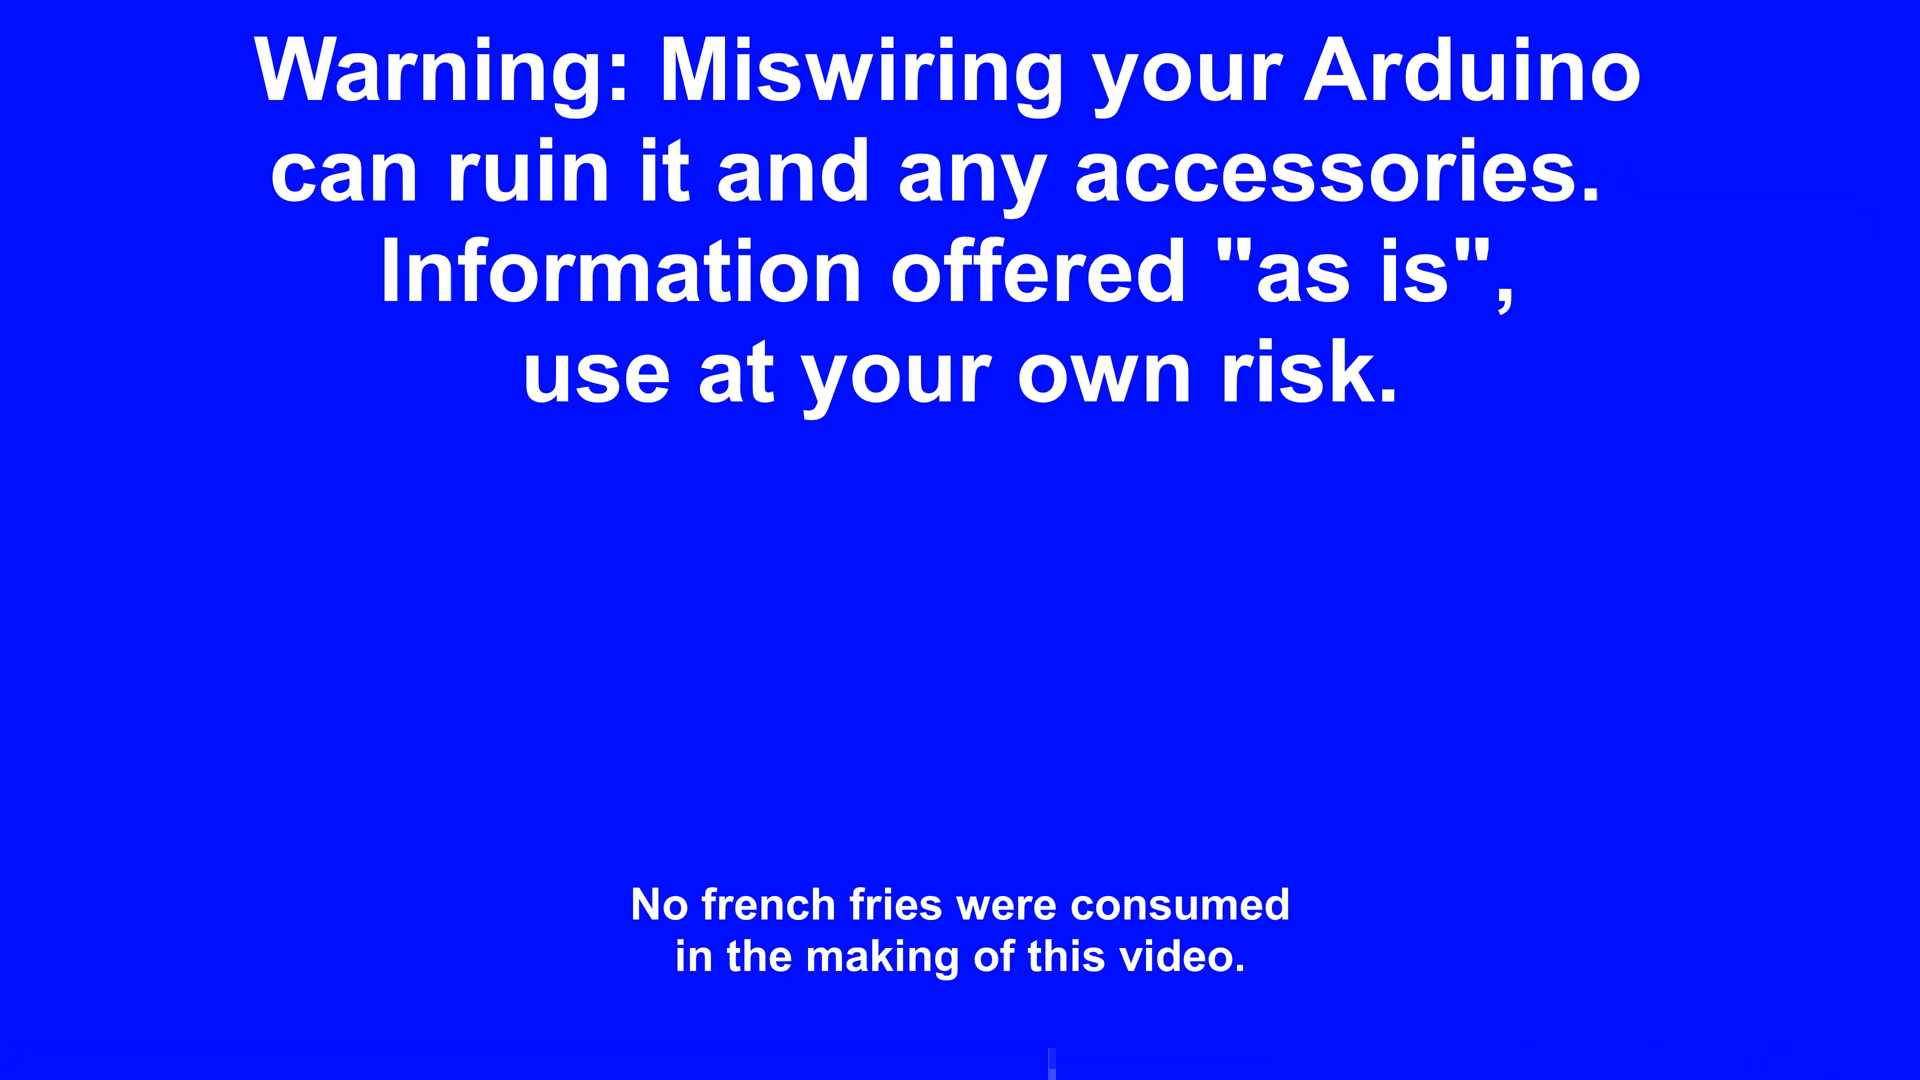 Warning: Miswiring your Arduino
can ruin it and any accessories.
Information offered "as is",
use at your own risk.
No french fries were consumed
in the making of this video.